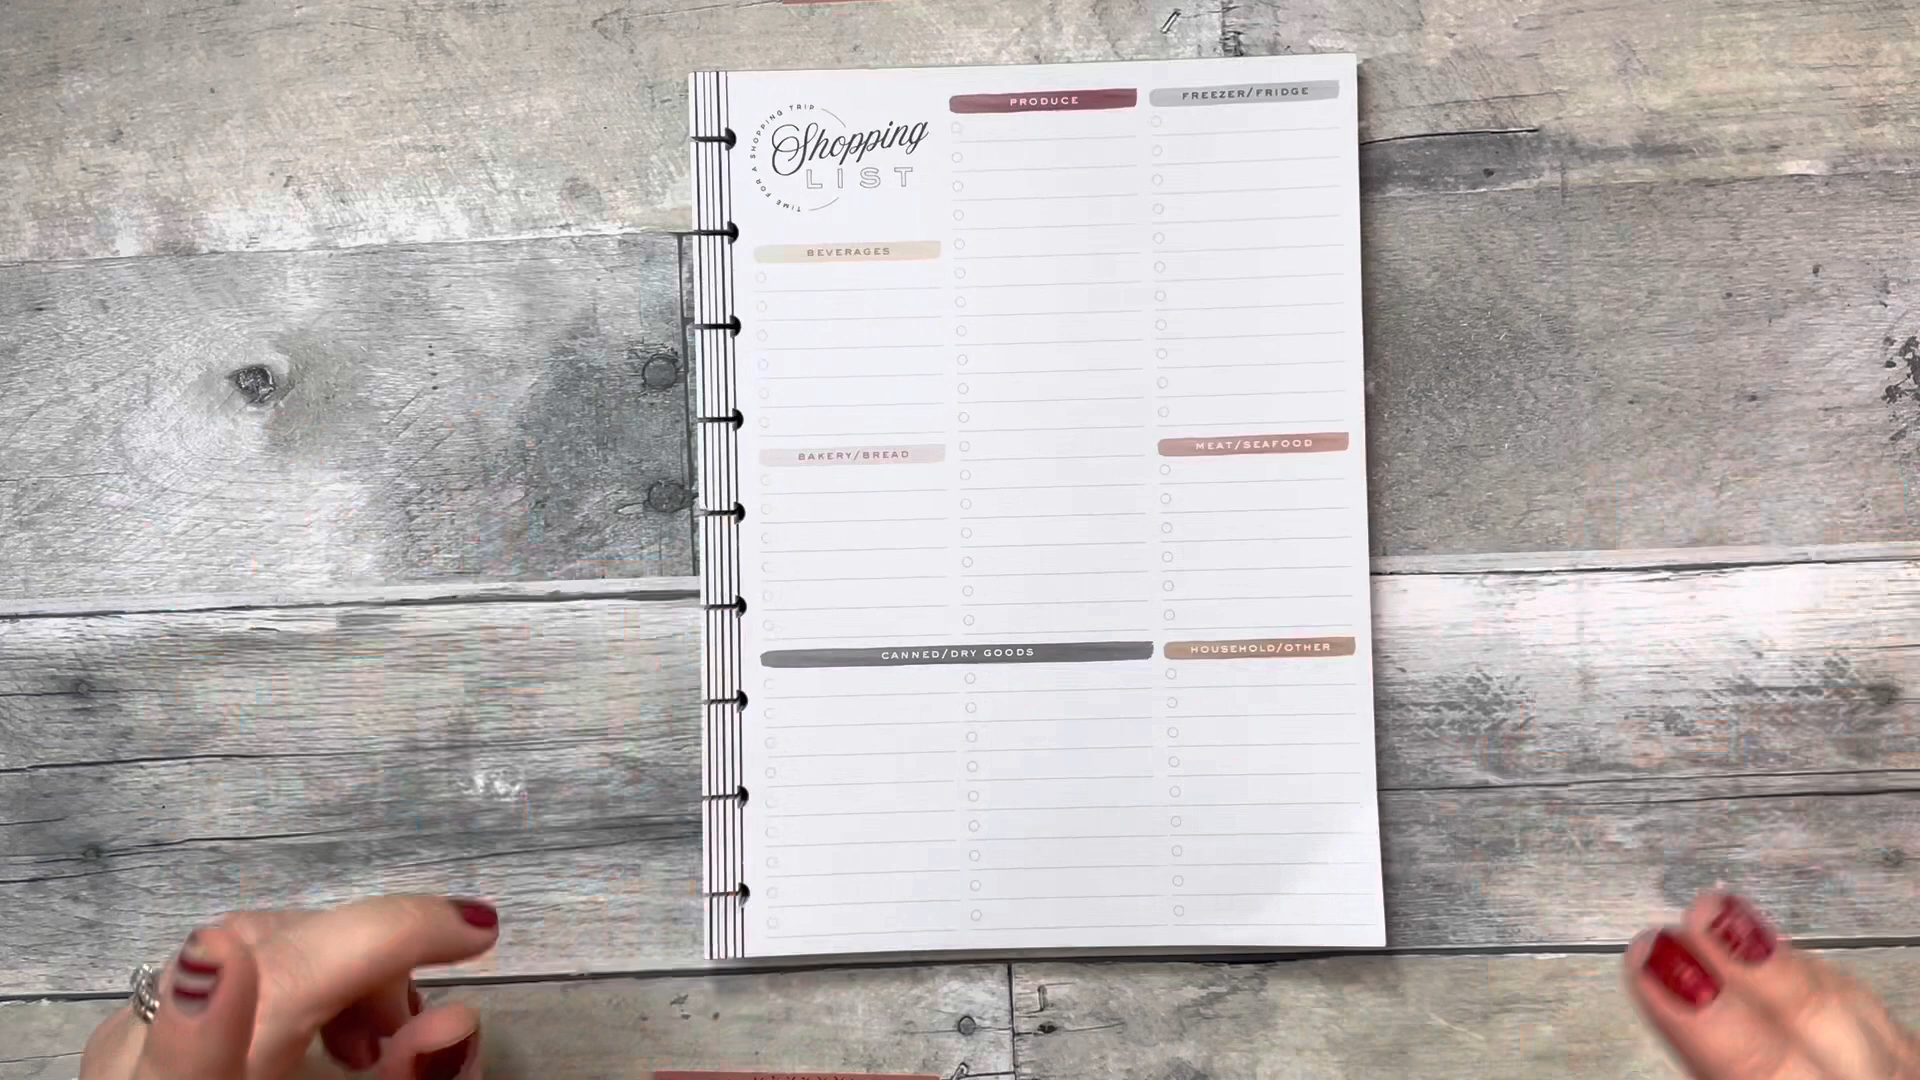 TIME FOR A SHOPPING TRIP
Shopping
LIST
PRODUCE
FREEZER/FRIDGE
BEVERAGES
BAKERY/BREAD
MEAT/SEAFOOD
CANNED/DRY GOODS
HOUSEHOLD/OTHER